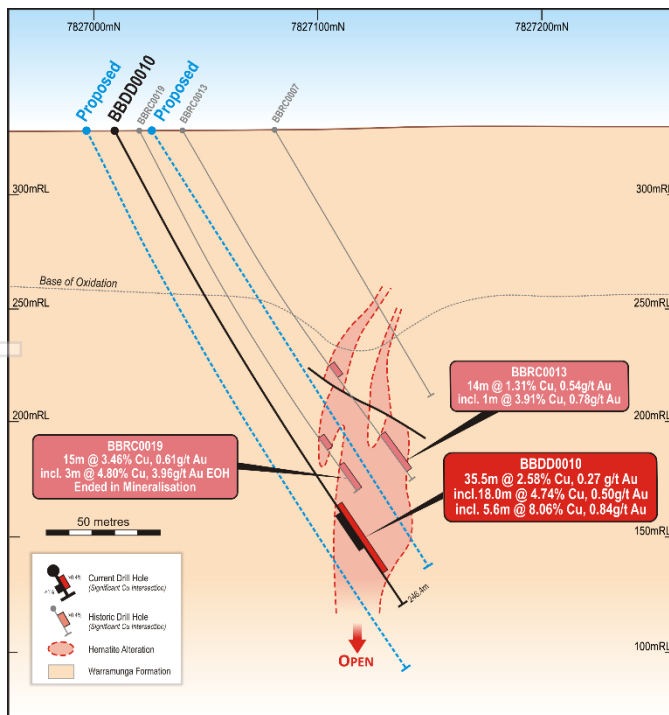 7827000mN
7827100mN
7827200mN
Proposed
BBDD0010
BBRC0019
Proposed
BBRC0013
BBRC0007
300mRL
300mRL
Base of Oxidation
250mRL
250mRL
200mRL
200mRL
BBRC0013
14m @ 1.31% Cu, 0.54g/t Au
incl. 1m @ 3.91% Cu, 0.78g/t Au
BBRC0019
15m @ 3.46% Cu, 0.61g/t Au
incl. 3m @ 4.80% Cu, 3.96g/t Au EOH
Ended in Mineralisation
BBDD0010
35.5m @ 2.58% Cu, 0.27 g/t Au
incl.18.0m @ 4.74% Cu, 0.50g/t Au
incl. 5.6m @ 8.06% Cu, 0.84g/t Au
50 metres
150mRL
246.4m
100mRL
OPEN
Current Drill Hole
(Significant Cu Intersection)
Historic Drill Hole
(Significant Cu Intersection)
Hematite Alteration
Warramunga Formation